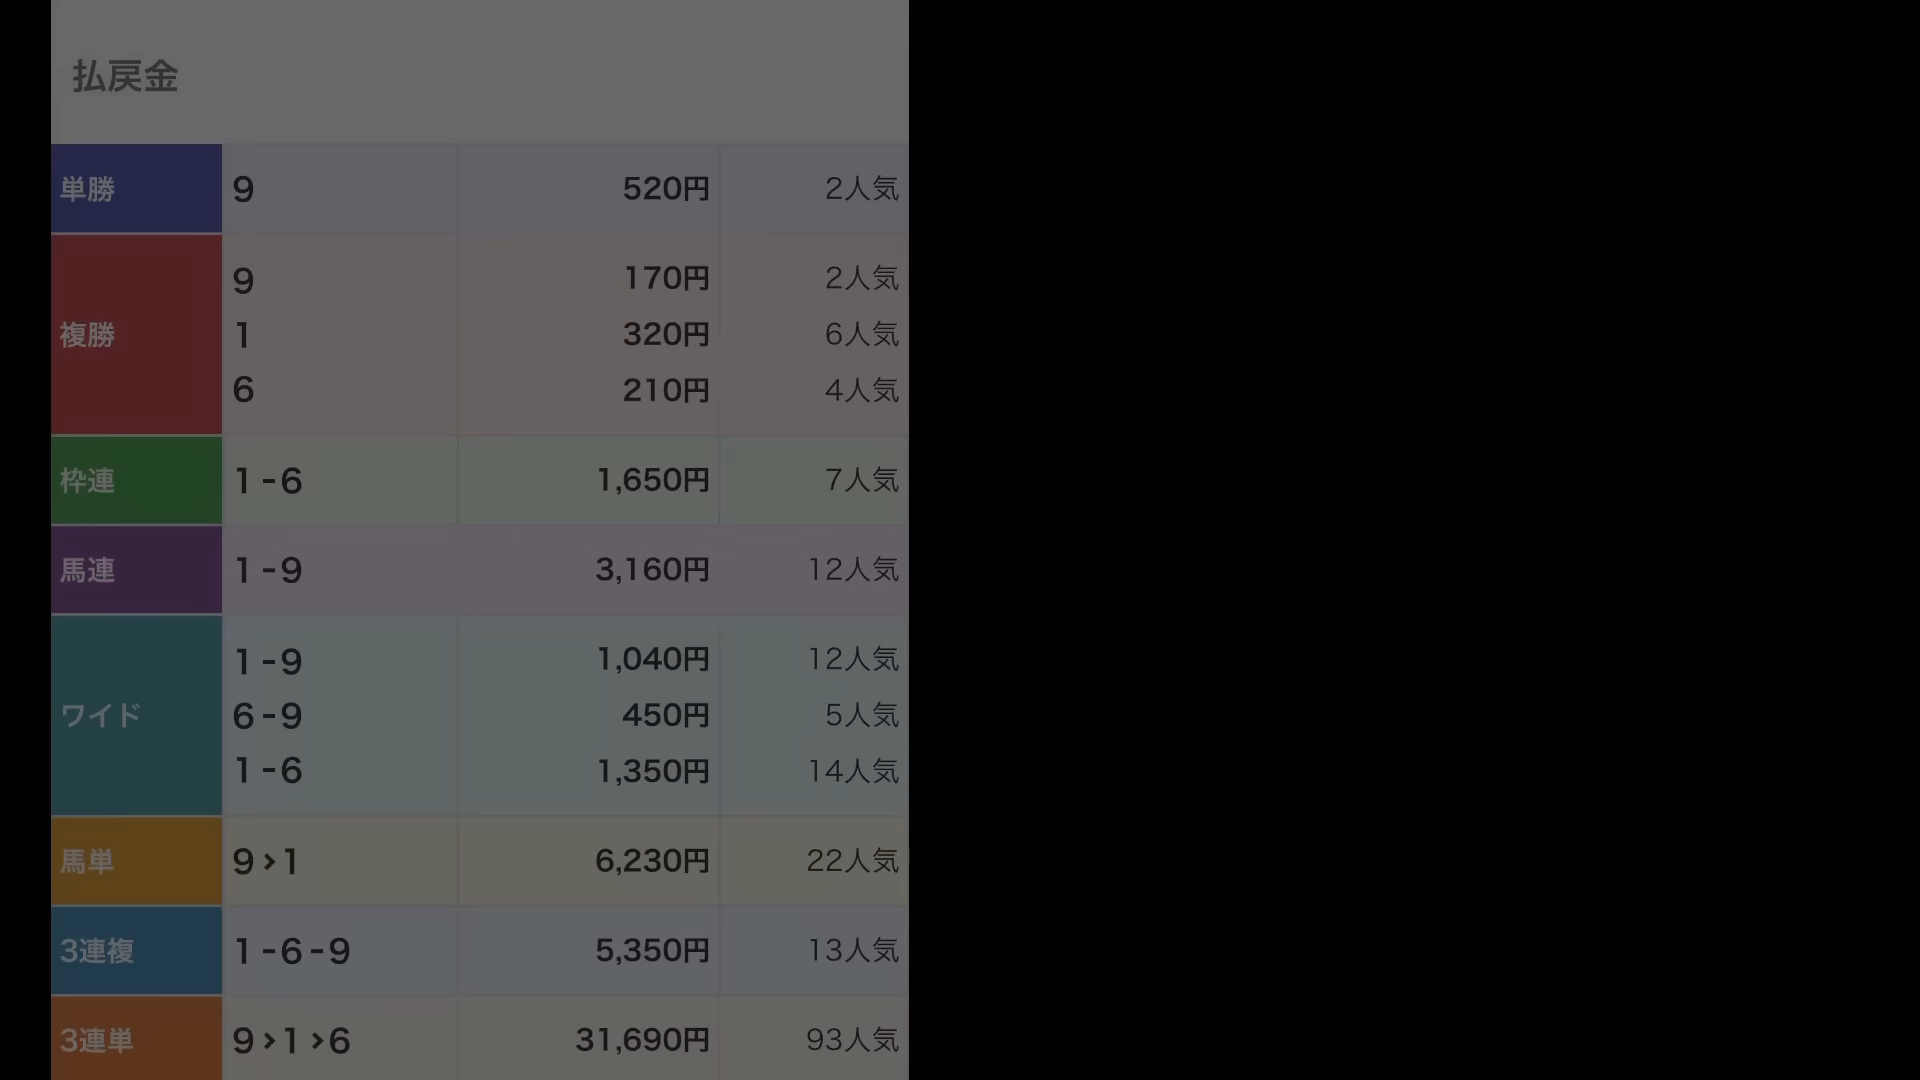 払戻金
単勝 9 520円 2人気
複勝 9 170円 2人気
1 320円 6人気
6 210円 4人気
枠連 1-6 1,650円 7人気
馬連 1-9 3,160円 12人気
ワイド 1-9 1,040円 12人気
6-9 450円 5人気
1-6 1,350円 14人気
馬単 9>1 6,230円 22人気
3連複 1-6-9 5,350円 13人気
3連単 9>1>6 31,690円 93人気